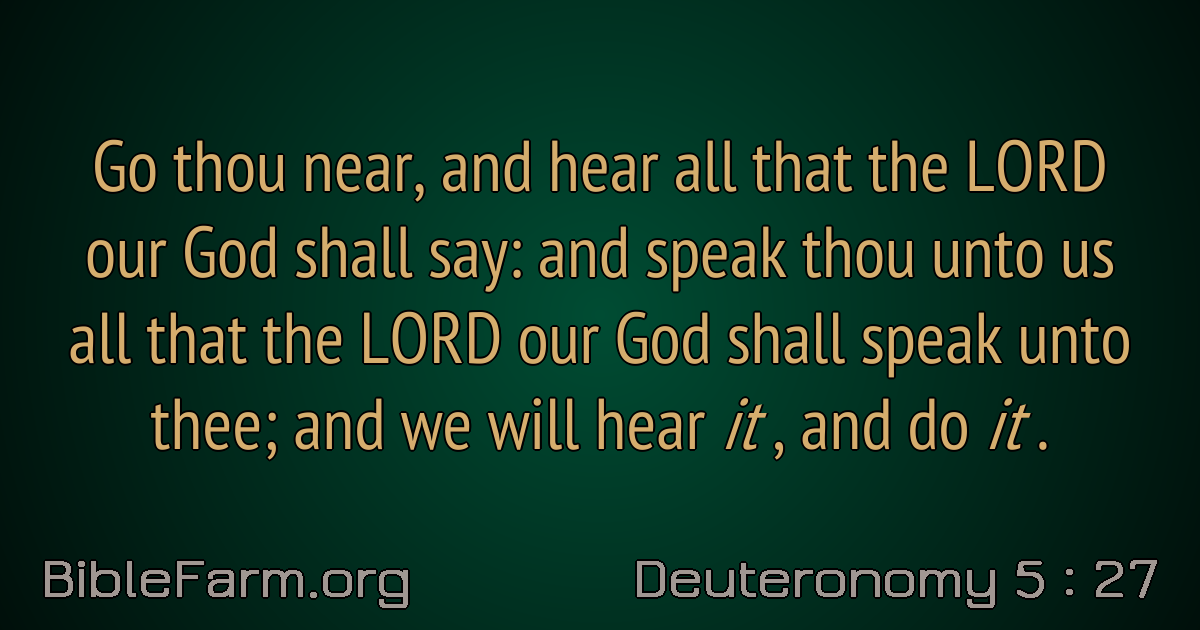 Go thou near, and hear all that the LORD
our God shall say: and speak thou unto us
all that the LORD our God shall speak unto
thee; and we will hear it , and do it .
BibleFarm.org
Deuteronomy 5 : 27